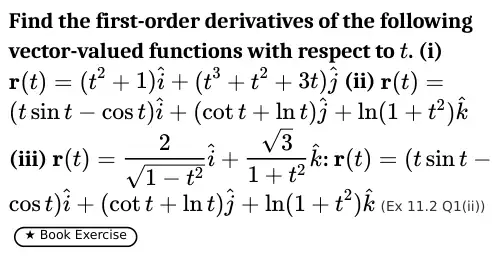 Find the first-order derivatives of the following
vector-valued functions with respect to t. (i)
r(t) = (t² + 1)î + (t³ + t² + 3t)ĵ (ii) r(t) =
(t sin t − cos t)î + (cot t + ln t)ĵ + ln(1 + t²)k̂
(iii) r(t) = 2/√(1 − t²) î + √3/(1 + t²) k̂: r(t) = (t sin t −
cos t)î + (cot t + ln t)ĵ + ln(1 + t²)k̂ (Ex 11.2 Q1(ii))
★ Book Exercise